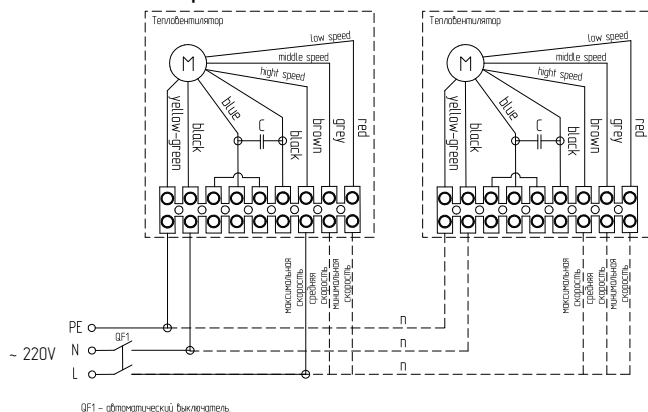 Тепловентилятор
low speed
middle speed
hight speed
M
yellow-green
black
blue
C
black
brown
grey
red
максимальная
скорость
средняя
скорость
минимальная
скорость
Тепловентилятор
low speed
middle speed
hight speed
M
yellow-green
black
blue
C
black
brown
grey
red
максимальная
скорость
средняя
скорость
минимальная
скорость
~ 220V
PE
N
L
QF1
n
n
n
QF1 - автоматический выключатель.